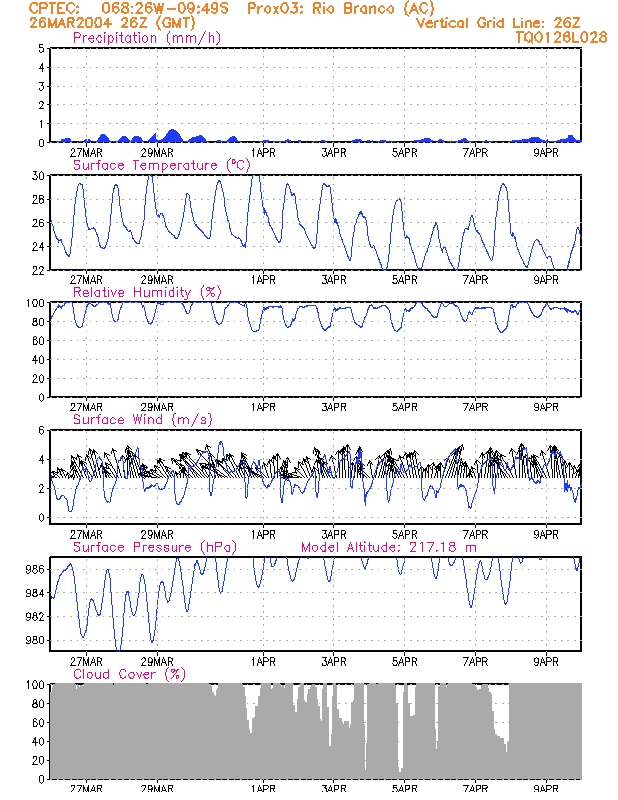 CPTEC: 068:26W-09:49S Prox03: Rio Branco (AC)
26MAR2004 26Z (GMT) Vertical Grid Line: 26Z
Precipitation (mm/h) TQ0126L028
5
4
3
2
1
0
27MAR 29MAR 1APR 3APR 5APR 7APR 9APR
Surface Temperature (ºC)
30
28
26
24
22
27MAR 29MAR 1APR 3APR 5APR 7APR 9APR
Relative Humidity (%)
100
80
60
40
20
0
27MAR 29MAR 1APR 3APR 5APR 7APR 9APR
Surface Wind (m/s)
6
4
2
0
27MAR 29MAR 1APR 3APR 5APR 7APR 9APR
Surface Pressure (hPa) Model Altitude: 217.18 m
986
984
982
980
27MAR 29MAR 1APR 3APR 5APR 7APR 9APR
Cloud Cover (%)
100
80
60
40
20
0
27MAR 29MAR 1APR 3APR 5APR 7APR 9APR